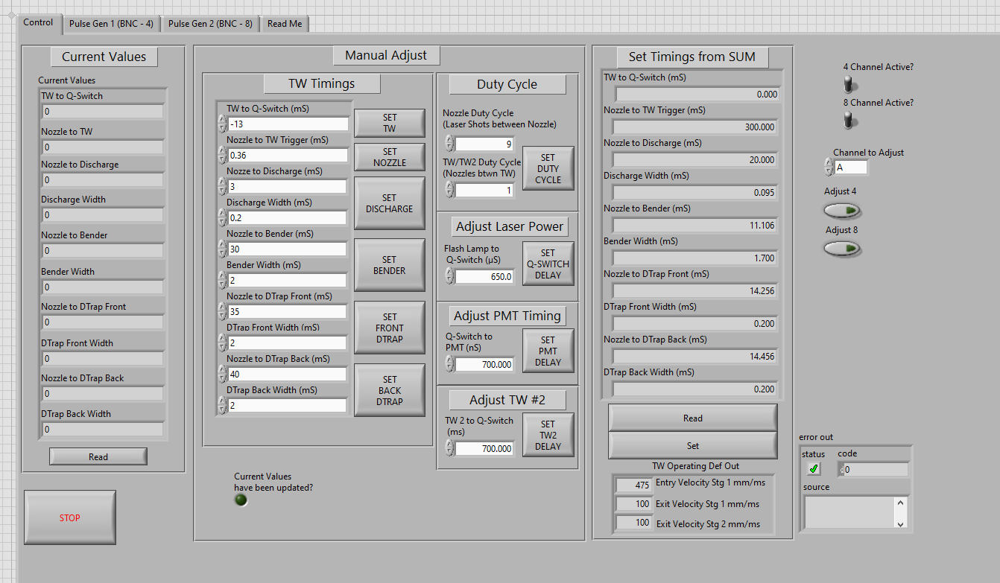 Control
Pulse Gen 1 (BNC - 4)
Pulse Gen 2 (BNC - 8)
Read Me
Current Values
Current Values
TW to Q-Switch
0
Nozzle to TW
0
Nozzle to Discharge
0
Discharge Width
0
Nozzle to Bender
0
Bender Width
0
Nozzle to DTrap Front
0
DTrap Front Width
0
Nozzle to DTrap Back
0
DTrap Back Width
0
Read
STOP
Manual Adjust
TW Timings
TW to Q-Switch (mS)
-13
SET
TW
Nozzle to TW Trigger (mS)
0.36
SET
NOZZLE
Nozze to Discharge (mS)
3
Discharge Width (mS)
0.2
SET
DISCHARGE
Nozzle to Bender (mS)
30
Bender Width (mS)
2
SET
BENDER
Nozzle to DTrap Front (mS)
35
DTrap Front Width (mS)
2
SET
FRONT
DTRAP
Nozzle to DTrap Back (mS)
40
DTrap Back Width (mS)
2
SET
BACK
DTRAP
Current Values
have been updated?
Duty Cycle
Nozzle Duty Cycle
(Laser Shots between Nozzle)
9
TW/TW2 Duty Cycle
(Nozzles btwn TW)
1
SET
DUTY
CYCLE
Adjust Laser Power
Flash Lamp to
Q-Switch (µS)
650.0
SET
Q-SWITCH
DELAY
Adjust PMT Timing
Q-Switch to
PMT (nS)
700.000
SET
PMT
DELAY
Adjust TW #2
TW 2 to Q-Switch
(ms)
700.000
SET
TW2
DELAY
Set Timings from SUM
TW to Q-Switch (mS)
0.000
Nozzle to TW Trigger (mS)
300.000
Nozzle to Discharge (mS)
20.000
Discharge Width (mS)
0.095
Nozzle to Bender (mS)
11.106
Bender Width (mS)
1.700
Nozzle to DTrap Front (mS)
14.256
DTrap Front Width (mS)
0.200
Nozzle to DTrap Back (mS)
14.456
DTrap Back Width (mS)
0.200
Read
Set
TW Operating Def Out
475 Entry Velocity Stg 1 mm/ms
100 Exit Velocity Stg 1 mm/ms
100 Exit Velocity Stg 2 mm/ms
4 Channel Active?
8 Channel Active?
Channel to Adjust
A
Adjust 4
Adjust 8
error out
status
code
d0
source